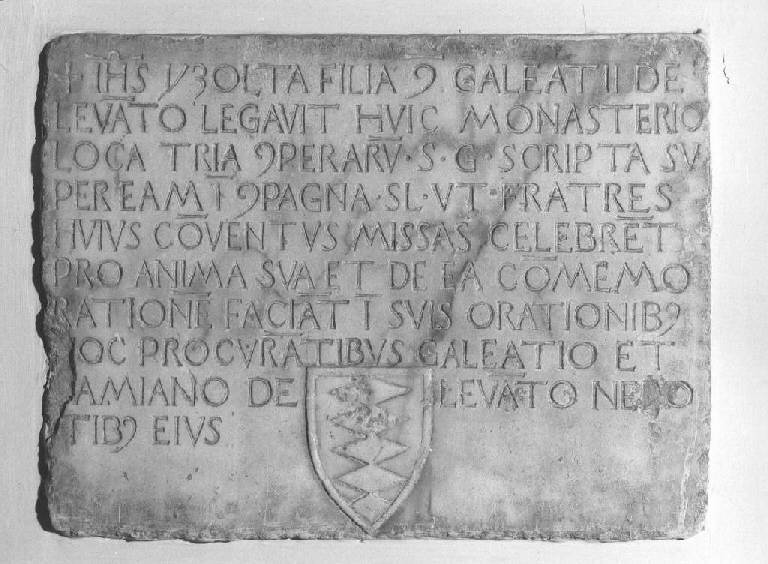 + IHS YЗOLTA FILIA 9. GALEATII DE
LEVATO LEGAVIT HVIC MONASTERIO
LOCA TRIA 9PERARV·S·G·SCRIPTA SV
PER EAM I 9PAGNA·SL·VT·FRATRES
HVIVS COVENTVS MISSAS CELEBRET
PRO ANIMA SVA ET DE EA COMEMO
RATIONE FACIAT I SVIS ORATIONIB9
HOC PROCVRATIBVS GALEATIO ET
DAMIANO DE LEVATO NEPO
TIB9 EIVS